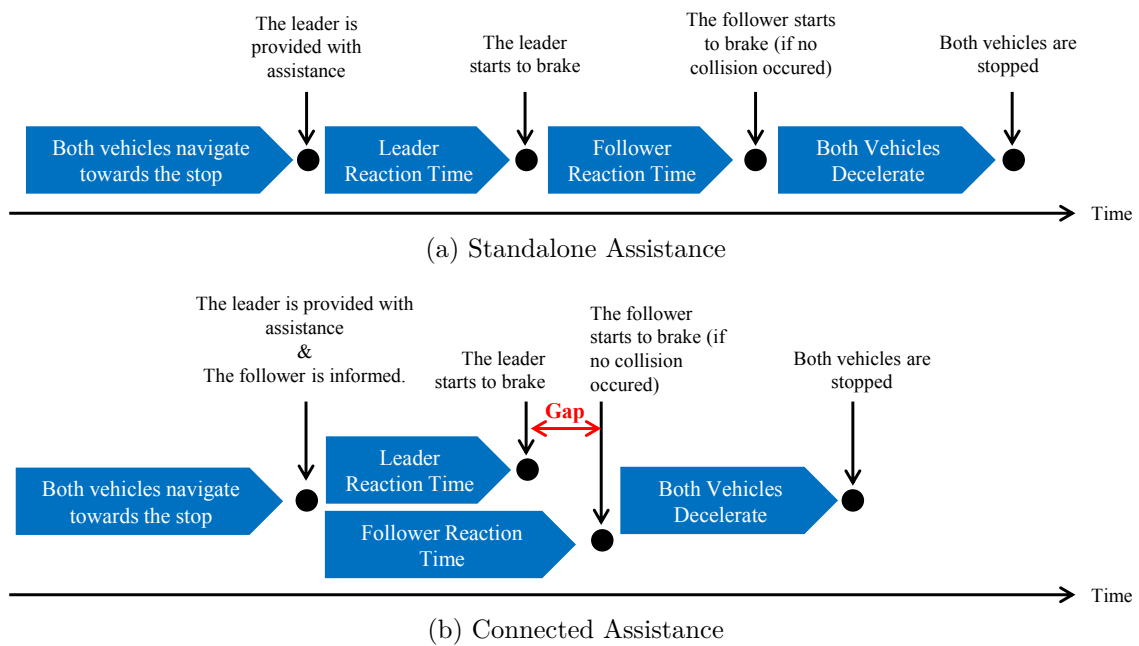 The leader is
provided with
assistance
The leader
starts to brake
The follower starts
to brake (if no
collision occured)
Both vehicles are
stopped
Both vehicles navigate
towards the stop
Leader
Reaction Time
Follower
Reaction Time
Both Vehicles
Decelerate
Time
(a) Standalone Assistance
The leader is provided with
assistance
&
The follower is informed.
The leader
starts to brake
The follower
starts to brake (if
no collision
occured)
Both vehicles are
stopped
Gap
Leader
Reaction Time
Both vehicles navigate
towards the stop
Follower Reaction
Time
Both Vehicles
Decelerate
Time
(b) Connected Assistance